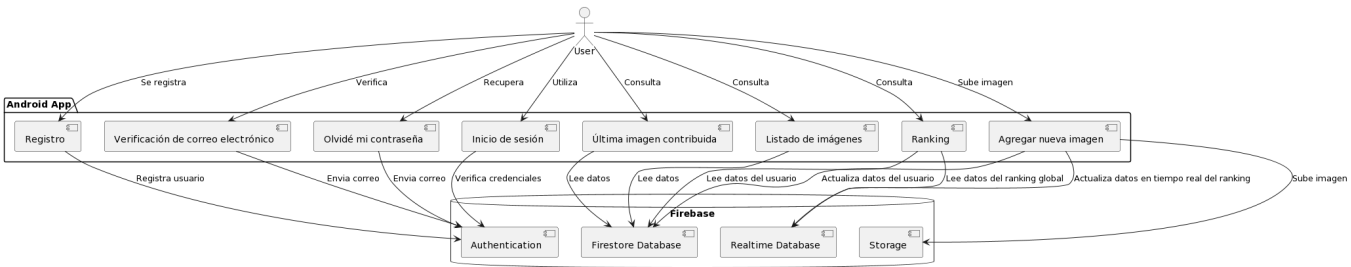 User
Se registra
Verifica
Recupera
Utiliza
Consulta
Consulta
Consulta
Sube imagen
Android App
Registro
Verificación de correo electrónico
Olvidé mi contraseña
Inicio de sesión
Última imagen contribuida
Listado de imágenes
Ranking
Agregar nueva imagen
Registra usuario
Envia correo
Envia correo
Verifica credenciales
Lee datos
Lee datos
Lee datos del usuario
Actualiza datos del usuario
Lee datos del ranking global
Actualiza datos en tiempo real del ranking
Sube imagen
Firebase
Authentication
Firestore Database
Realtime Database
Storage